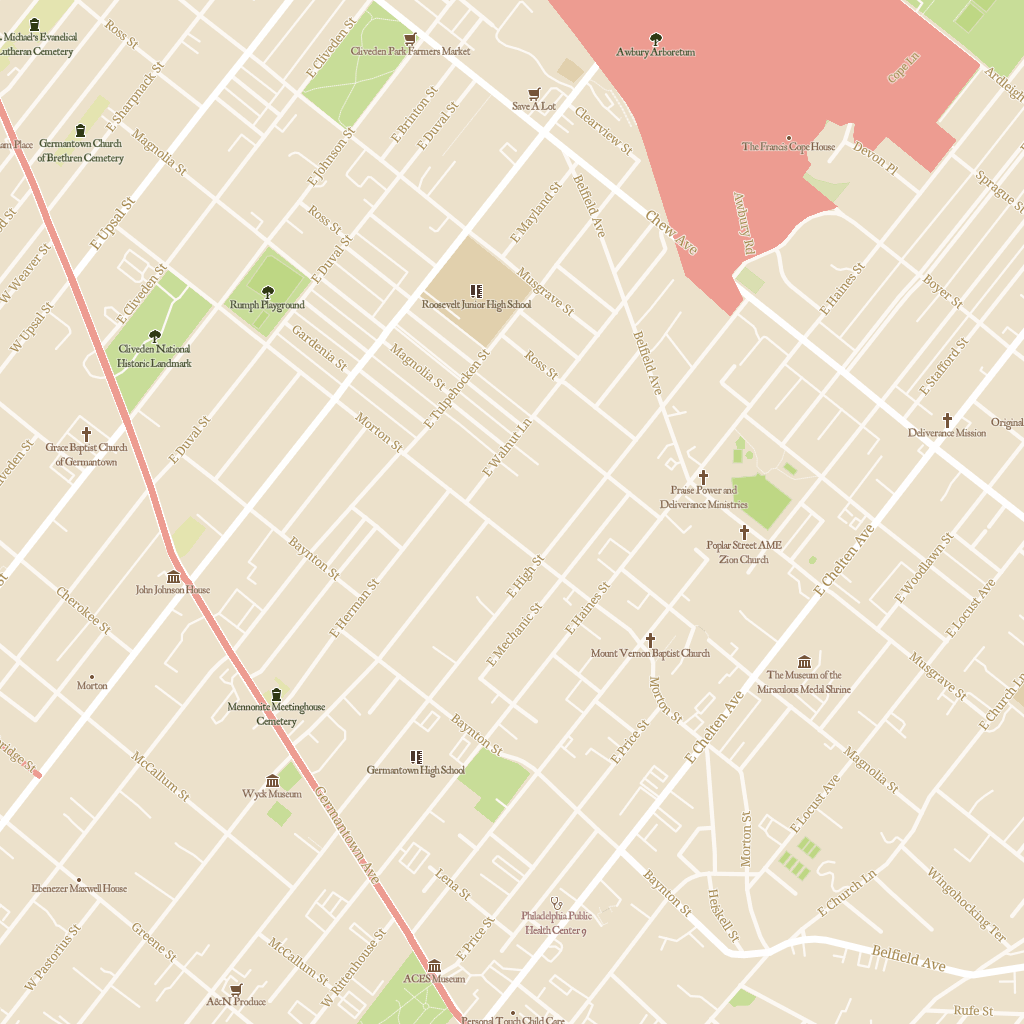 Michael's Evanelical
Lutheran Cemetery
Ross St
E Cliveden St
Cliveden Park Farmers Market
Awbury Arboretum
Cope Ln
Ardleigh
E Sharpnack St
Save A Lot
E Brinton St
E Duval St
Clearview St
Germantown Church
of Brethren Cemetery
Magnolia St
E Johnson St
The Francis Cope House
Devon Pl
Sprague St
E Upsal St
Ross St
E Duval St
E Mayland St
Belfield Ave
Chew Ave
Awbury Rd
W Weaver St
E Cliveden St
Rumph Playground
Roosevelt Junior High School
Musgrave St
E Haines St
Boyer St
W Upsal St
Cliveden National
Historic Landmark
Gardenia St
Magnolia St
E Tulpehocken St
Ross St
Belfield Ave
E Stafford St
E Duval St
Morton St
E Walnut Ln
Deliverance Mission
Original
Grace Baptist Church
of Germantown
Praise Power and
Deliverance Ministries
Poplar Street AME
Zion Church
E Chelten Ave
E Woodlawn St
E Locust Ave
Baynton St
John Johnson House
Cherokee St
E Herman St
E High St
E Mechanic St
E Haines St
Mount Vernon Baptist Church
The Museum of the
Miraculous Medal Shrine
Musgrave St
E Church Ln
Morton
Mennonite Meetinghouse
Cemetery
Morton St
E Chelten Ave
Baynton St
E Price St
Germantown High School
McCallum St
Wyck Museum
Germantown Ave
Magnolia St
E Locust Ave
Morton St
Ebenezer Maxwell House
Lena St
Baynton St
Heiskell St
E Church Ln
Wingohocking Ter
Philadelphia Public
Health Center 9
Greene St
W Pastorius St
McCallum St
W Rittenhouse St
E Price St
Belfield Ave
ACES Museum
A&N Produce
Personal Touch Child Care
Rufe St